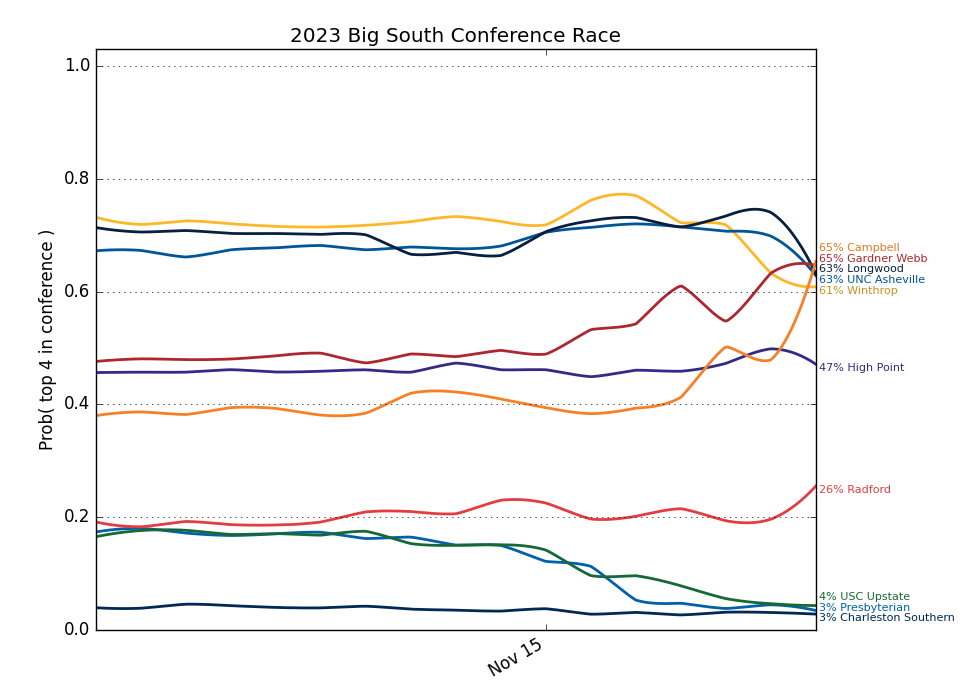 2023 Big South Conference Race
Prob( top 4 in conference )
1.0
0.8
0.6
0.4
0.2
0.0
Nov 15
65% Campbell
65% Gardner Webb
63% Longwood
63% UNC Asheville
61% Winthrop
47% High Point
26% Radford
4% USC Upstate
3% Presbyterian
3% Charleston Southern